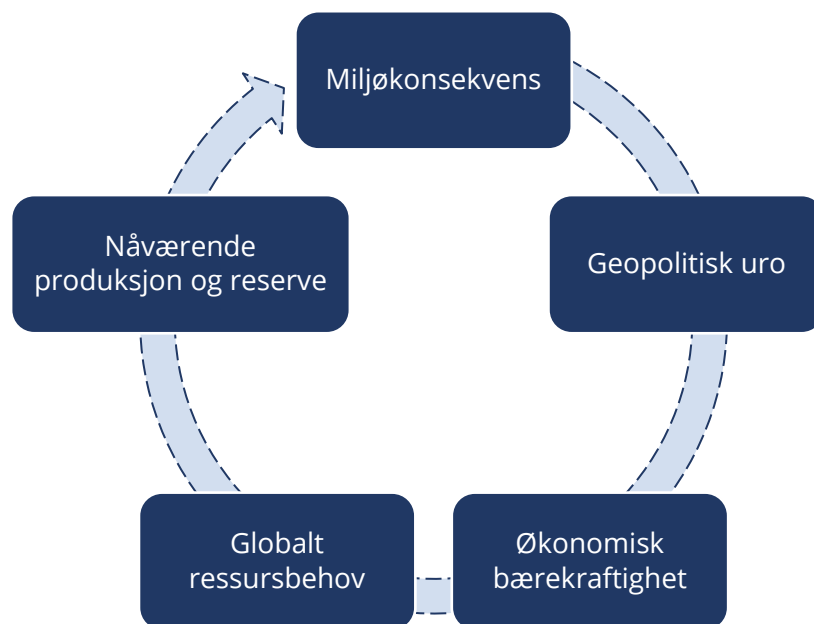 Miljøkonsekvens
Geopolitisk uro
Økonomisk
bærekraftighet
Globalt
ressursbehov
Nåværende
produksjon og reserve